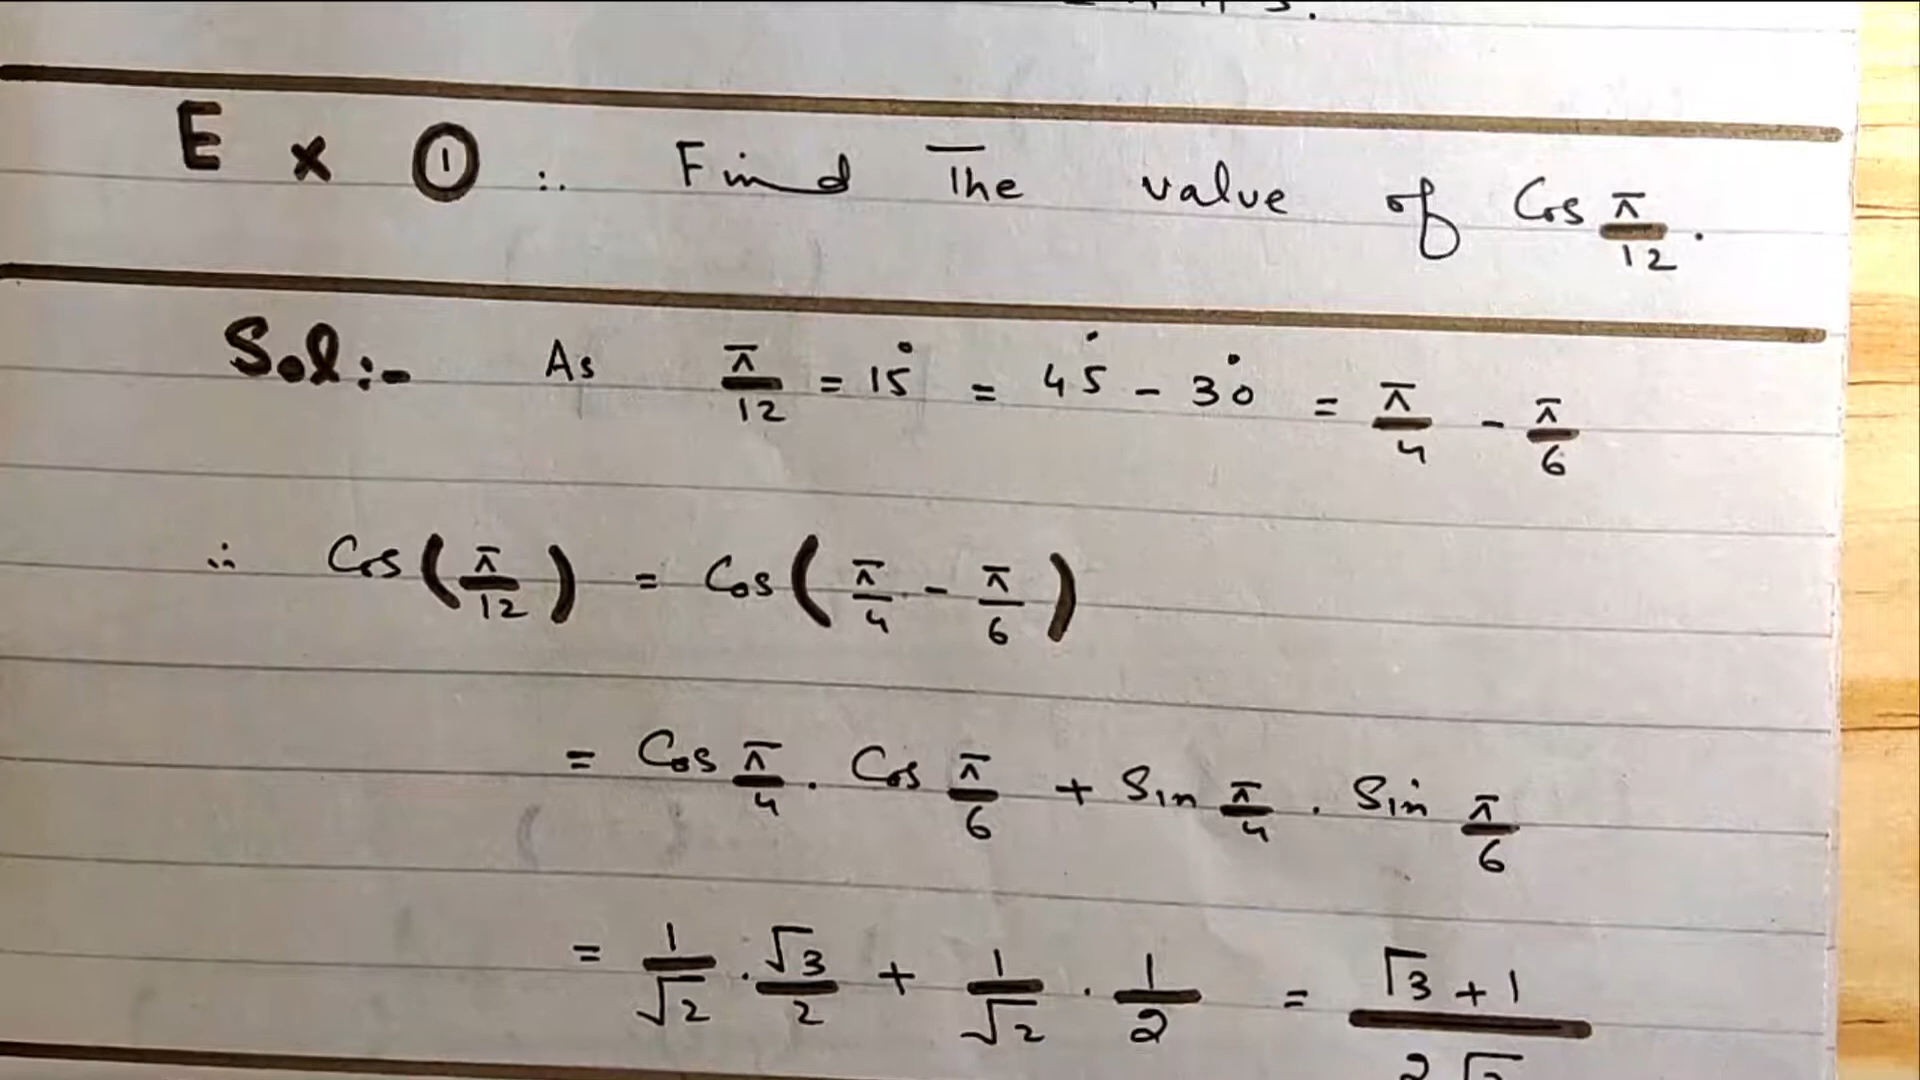 Ex ① :. Find The value of Cos π/12.
Sol:- As π/12 = 15° = 45° - 30° = π/4 - π/6
∴ Cos(π/12) = Cos(π/4 - π/6)
= Cos π/4 . Cos π/6 + Sin π/4 . Sin π/6
= 1/√2 . √3/2 + 1/√2 . 1/2 = √3 + 1 / 2√